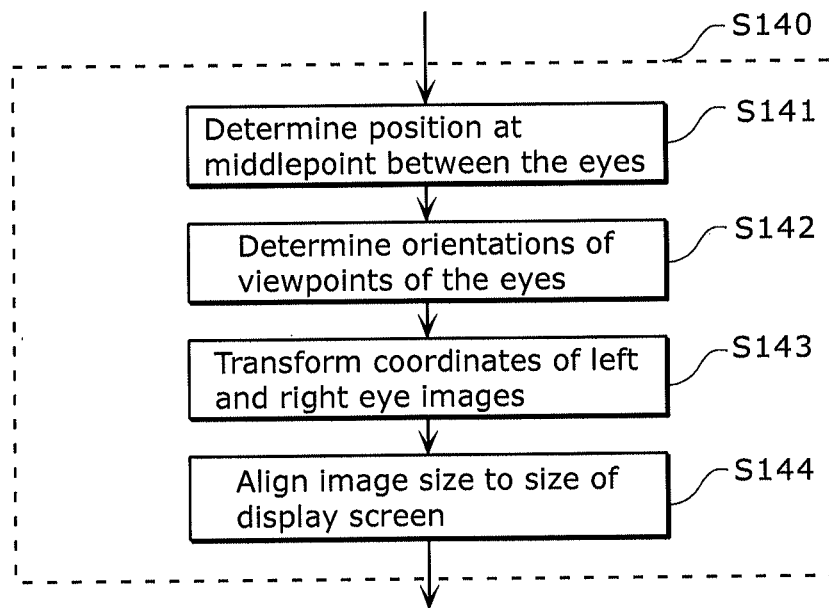 S140
Determine position at
middlepoint between the eyes
S141
Determine orientations of
viewpoints of the eyes
S142
Transform coordinates of left
and right eye images
S143
Align image size to size of
display screen
S144